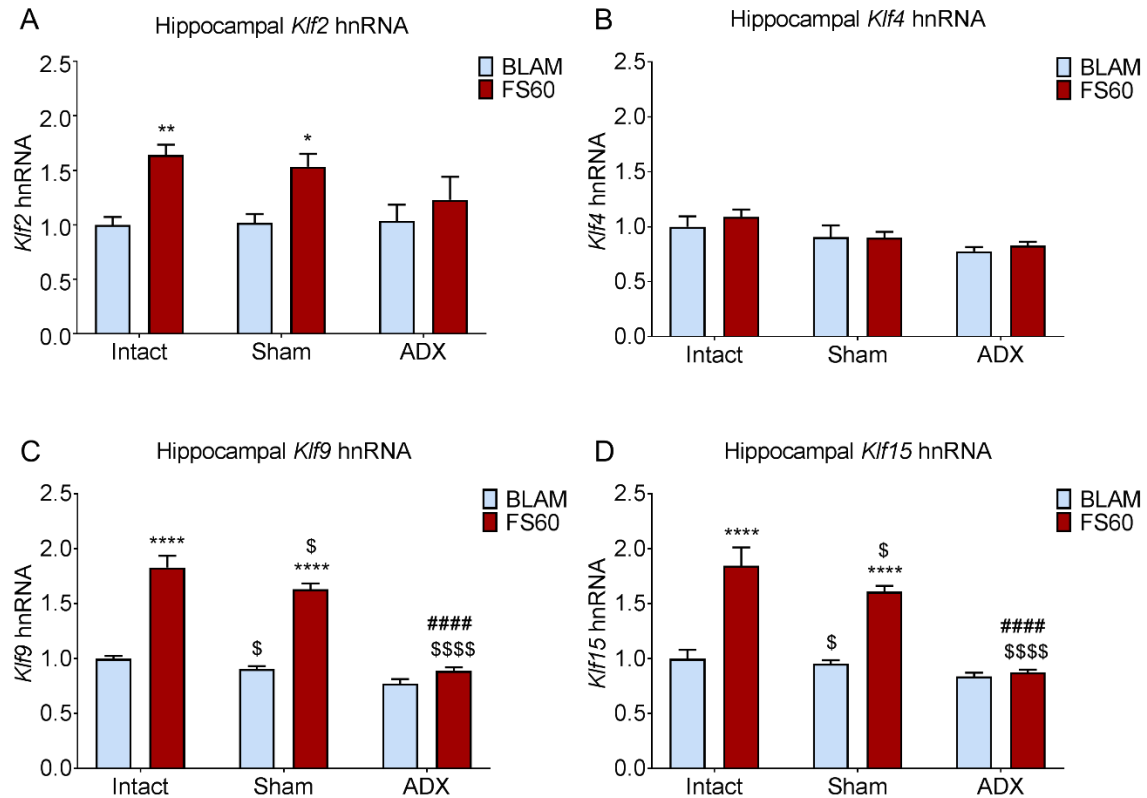 A
Hippocampal Klf2 hnRNA
BLAM
FS60
Klf2 hnRNA
2.5
2.0
1.5
1.0
0.5
0.0
**
*
Intact Sham ADX
B
Hippocampal Klf4 hnRNA
BLAM
FS60
Klf4 hnRNA
2.5
2.0
1.5
1.0
0.5
0.0
Intact Sham ADX
C
Hippocampal Klf9 hnRNA
BLAM
FS60
Klf9 hnRNA
2.5
2.0
1.5
1.0
0.5
0.0
****
$
$
****
####
$$$$
Intact Sham ADX
D
Hippocampal Klf15 hnRNA
BLAM
FS60
Klf15 hnRNA
2.5
2.0
1.5
1.0
0.5
0.0
****
$
$
****
####
$$$$
Intact Sham ADX